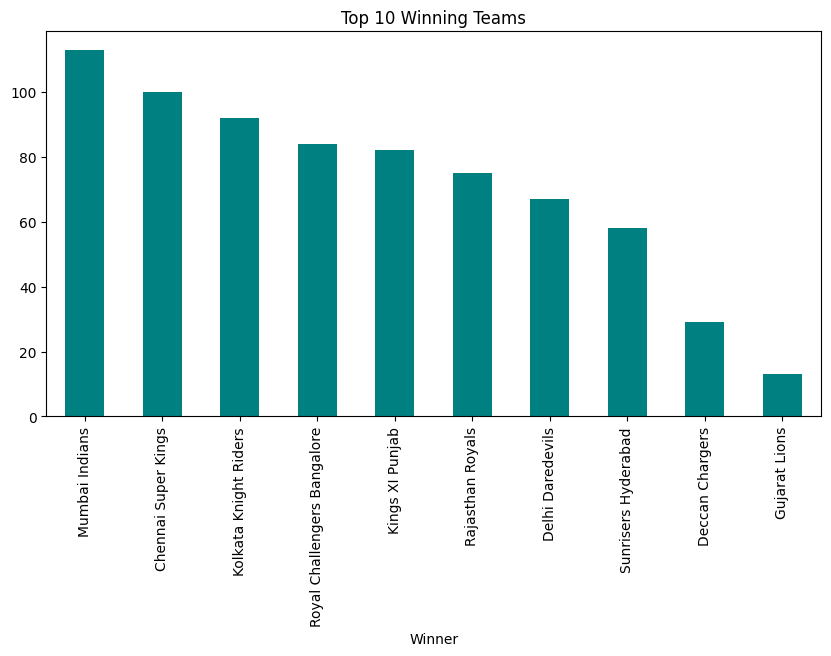 Top 10 Winning Teams
100
80
60
40
20
0
Mumbai Indians
Chennai Super Kings
Kolkata Knight Riders
Royal Challengers Bangalore
Kings XI Punjab
Rajasthan Royals
Delhi Daredevils
Sunrisers Hyderabad
Deccan Chargers
Gujarat Lions
Winner